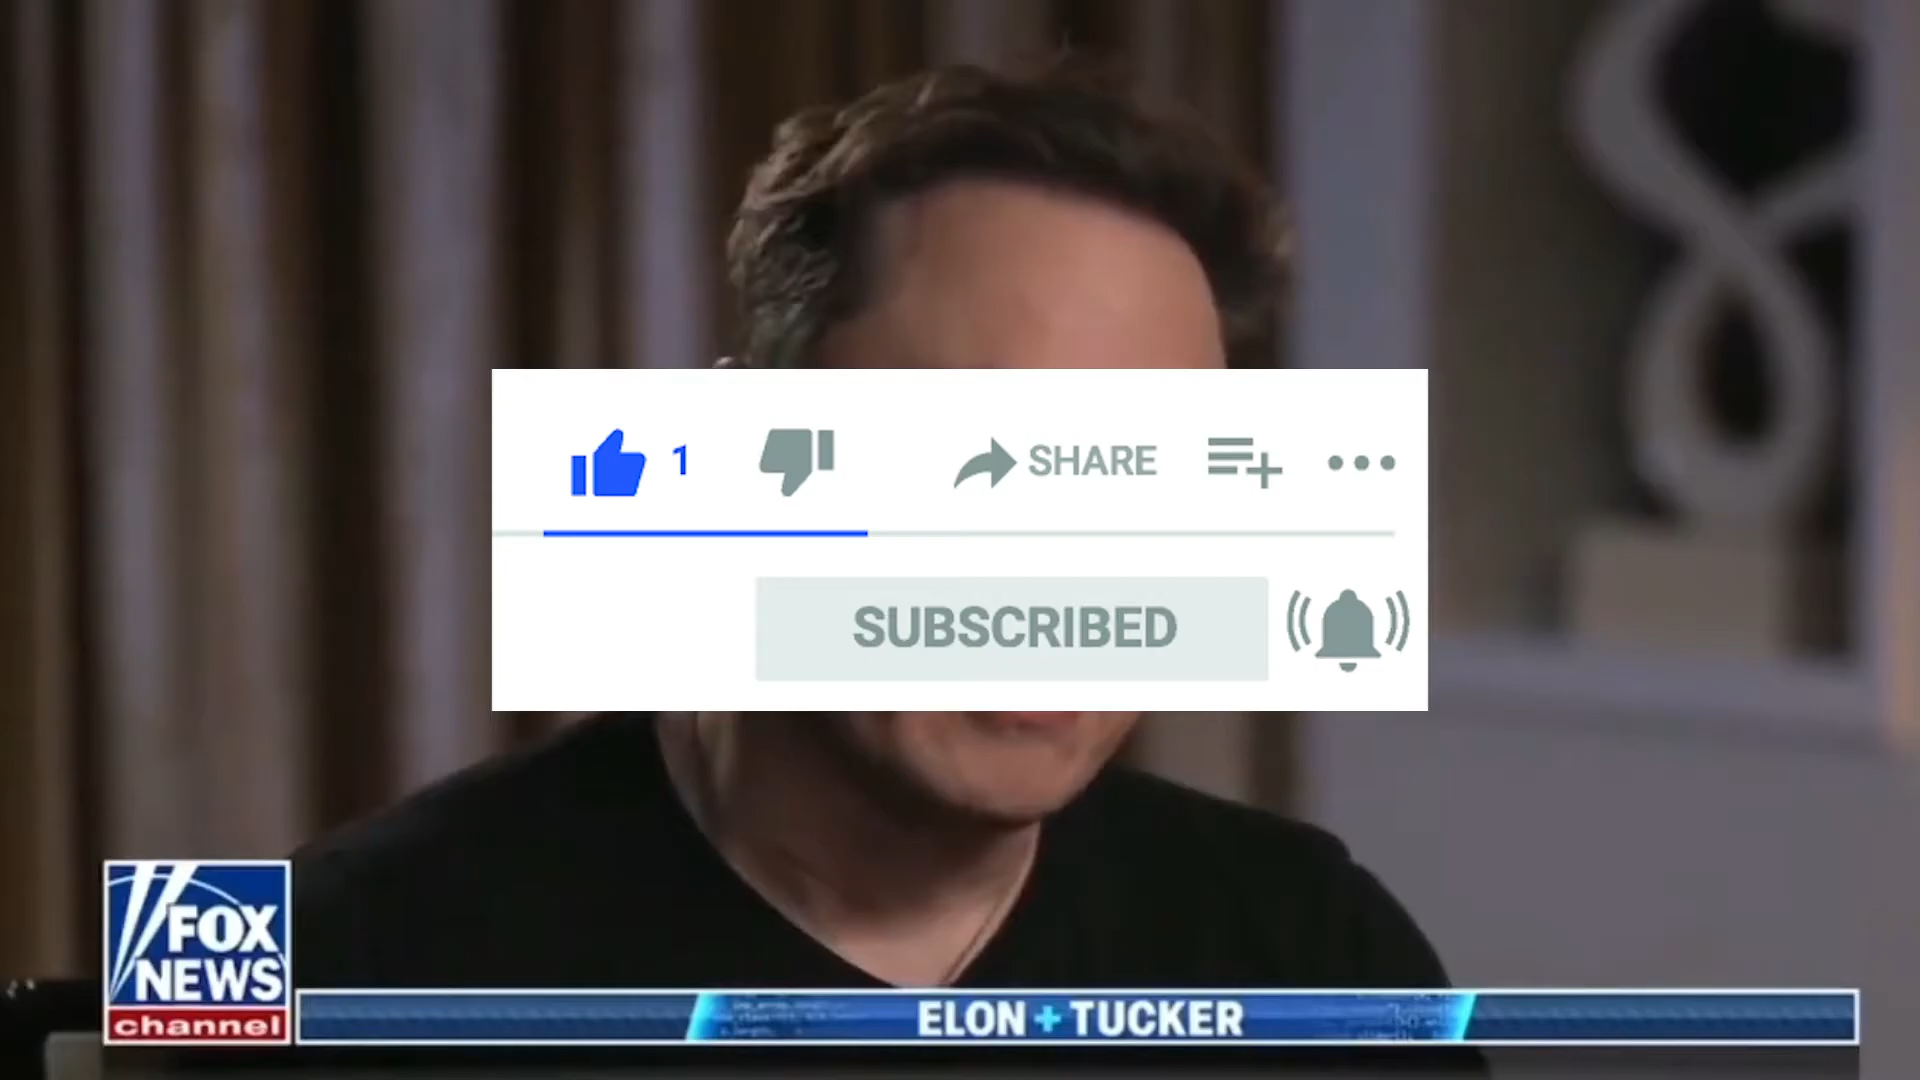 1
SHARE
SUBSCRIBED
FOX
NEWS
channel
ELON + TUCKER